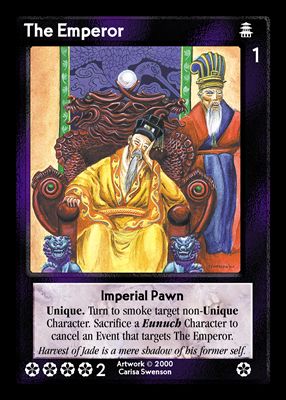 The Emperor
1
Imperial Pawn
Unique. Turn to smoke target non-Unique
Character. Sacrifice a Eunuch Character to
cancel an Event that targets The Emperor.
Harvest of Jade is a mere shadow of his former self.
2
Artwork © 2000
Carisa Swenson